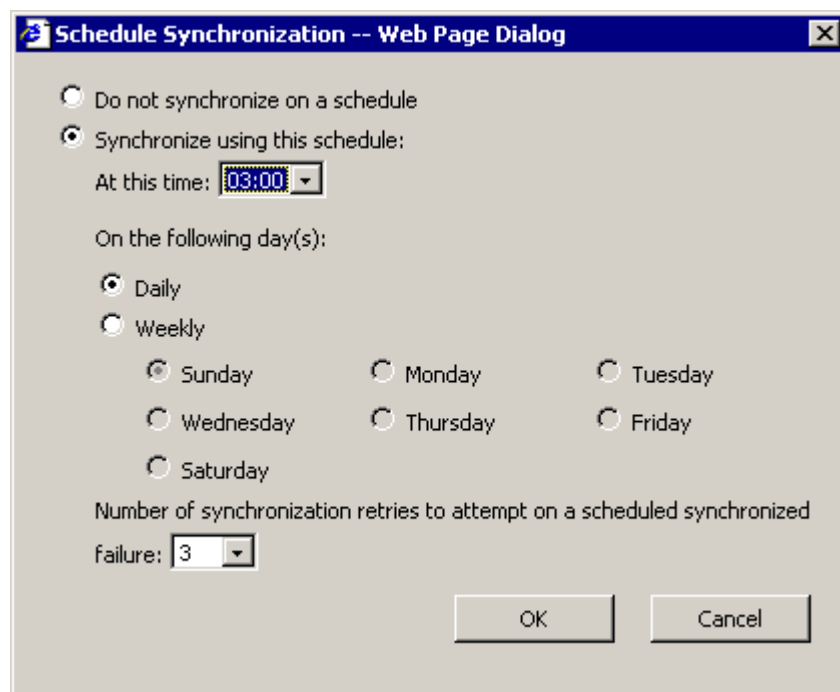 Schedule Synchronization -- Web Page Dialog
Do not synchronize on a schedule
Synchronize using this schedule:
At this time: 03:00
On the following day(s):
Daily
Weekly
Sunday Monday Tuesday
Wednesday Thursday Friday
Saturday
Number of synchronization retries to attempt on a scheduled synchronized
failure: 3
OK Cancel